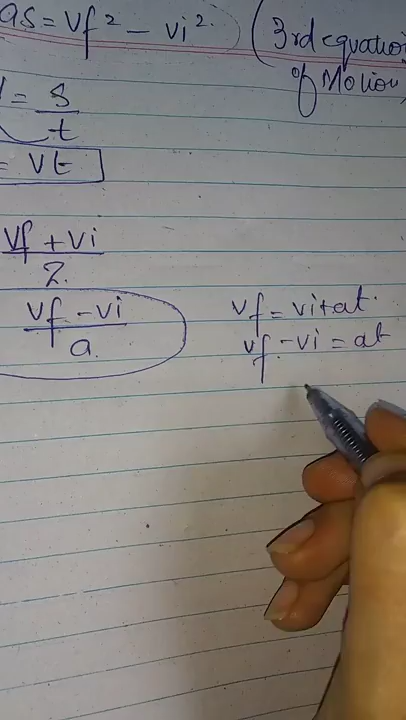 as = vf² - vi² (3rd equation
of Motion)
= s/t
= vt
vf + vi / 2
vf - vi / a
vf = vi + at
vf - vi = at